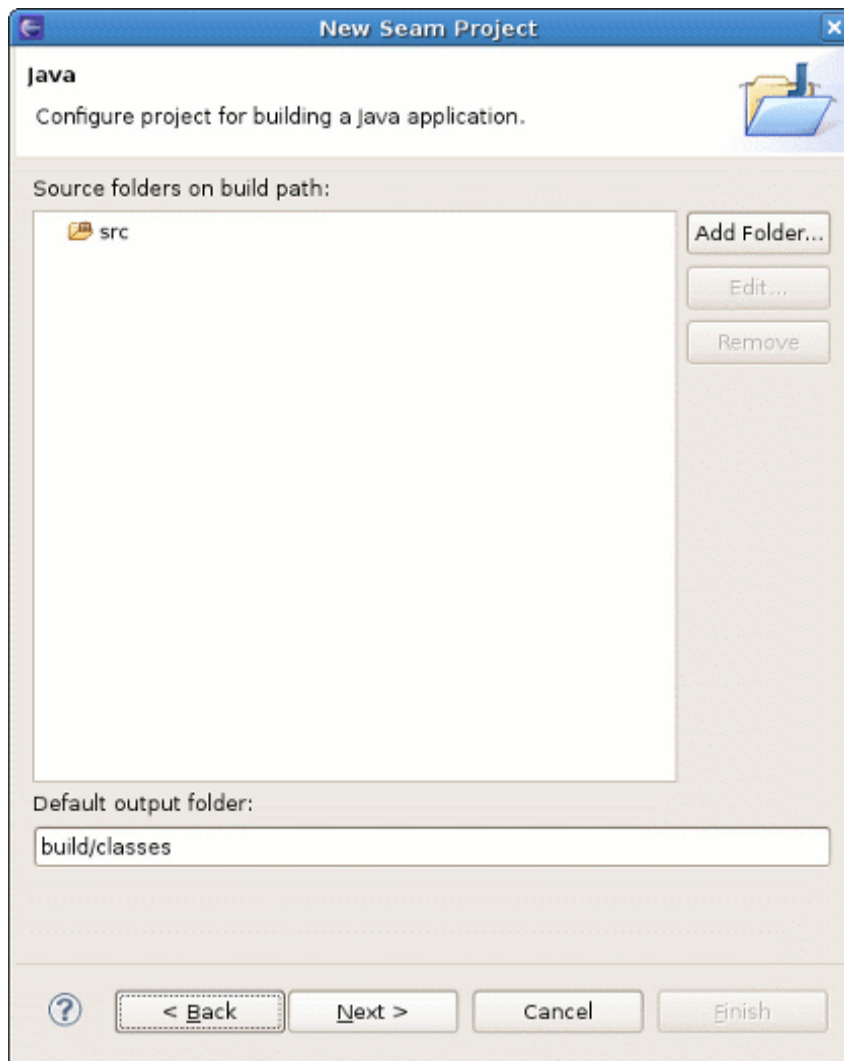 New Seam Project
Java
Configure project for building a Java application.
Source folders on build path:
src
Add Folder...
Edit...
Remove
Default output folder:
build/classes
?
< Back
Next >
Cancel
Finish